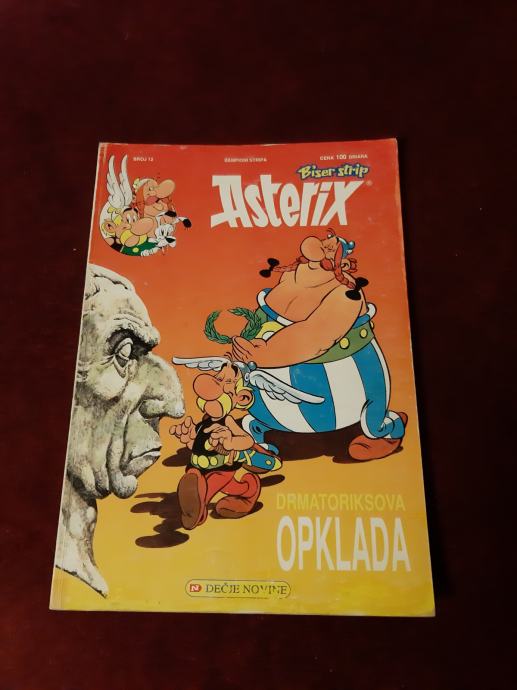 BROJ 12
ŠAMPIONI STRIPA
CENA 100 DINARA
Biser strip
Asterix®
DRMATORIKSOVA
OPKLADA
DEČJE NOVINE